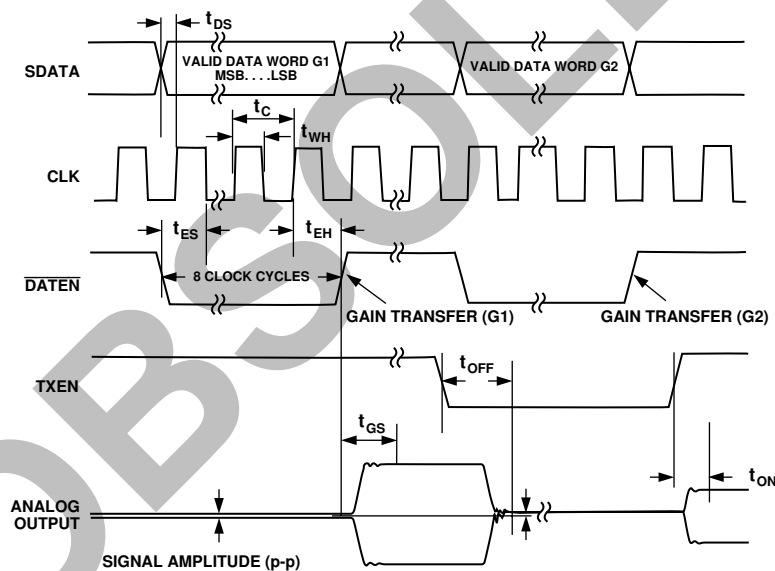 tDS
SDATA
VALID DATA WORD G1
MSB. . . .LSB
VALID DATA WORD G2
tC
tWH
CLK
tES
tEH
DATEN
8 CLOCK CYCLES
GAIN TRANSFER (G1)
GAIN TRANSFER (G2)
TXEN
tOFF
tGS
tON
ANALOG
OUTPUT
SIGNAL AMPLITUDE (p-p)